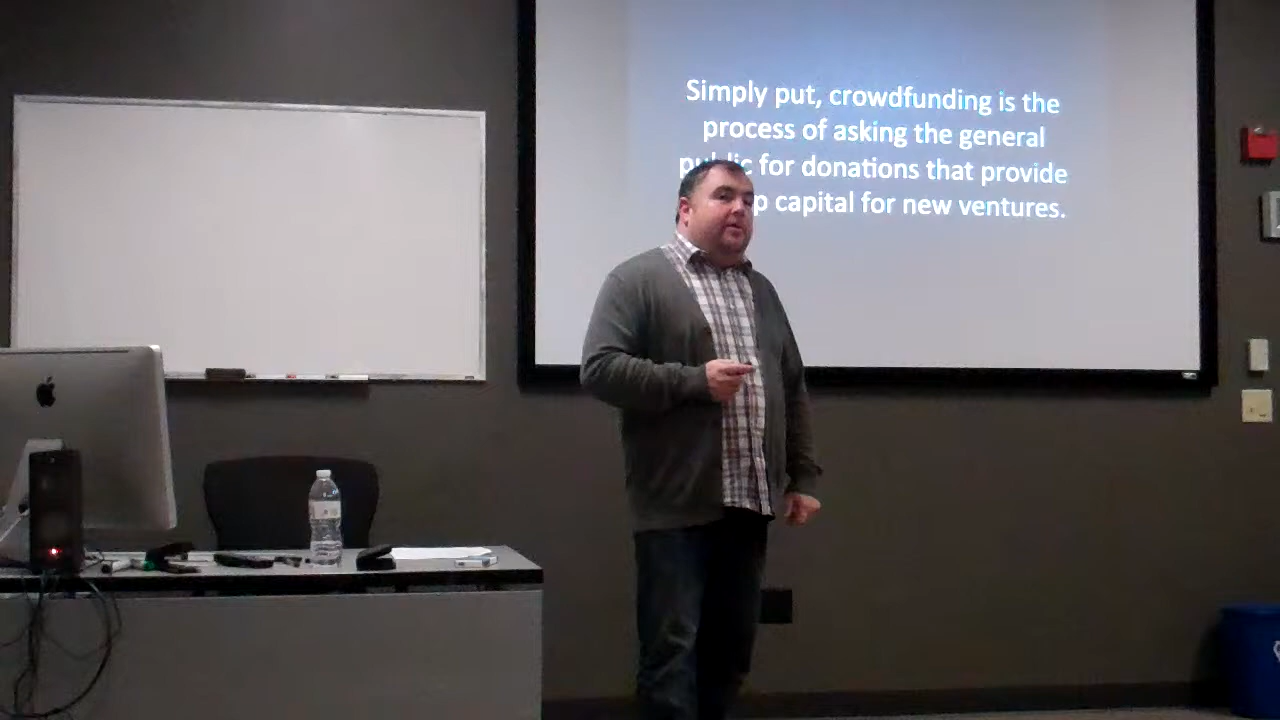 Simply put, crowdfunding is the
process of asking the general
public for donations that provide
capital for new ventures.